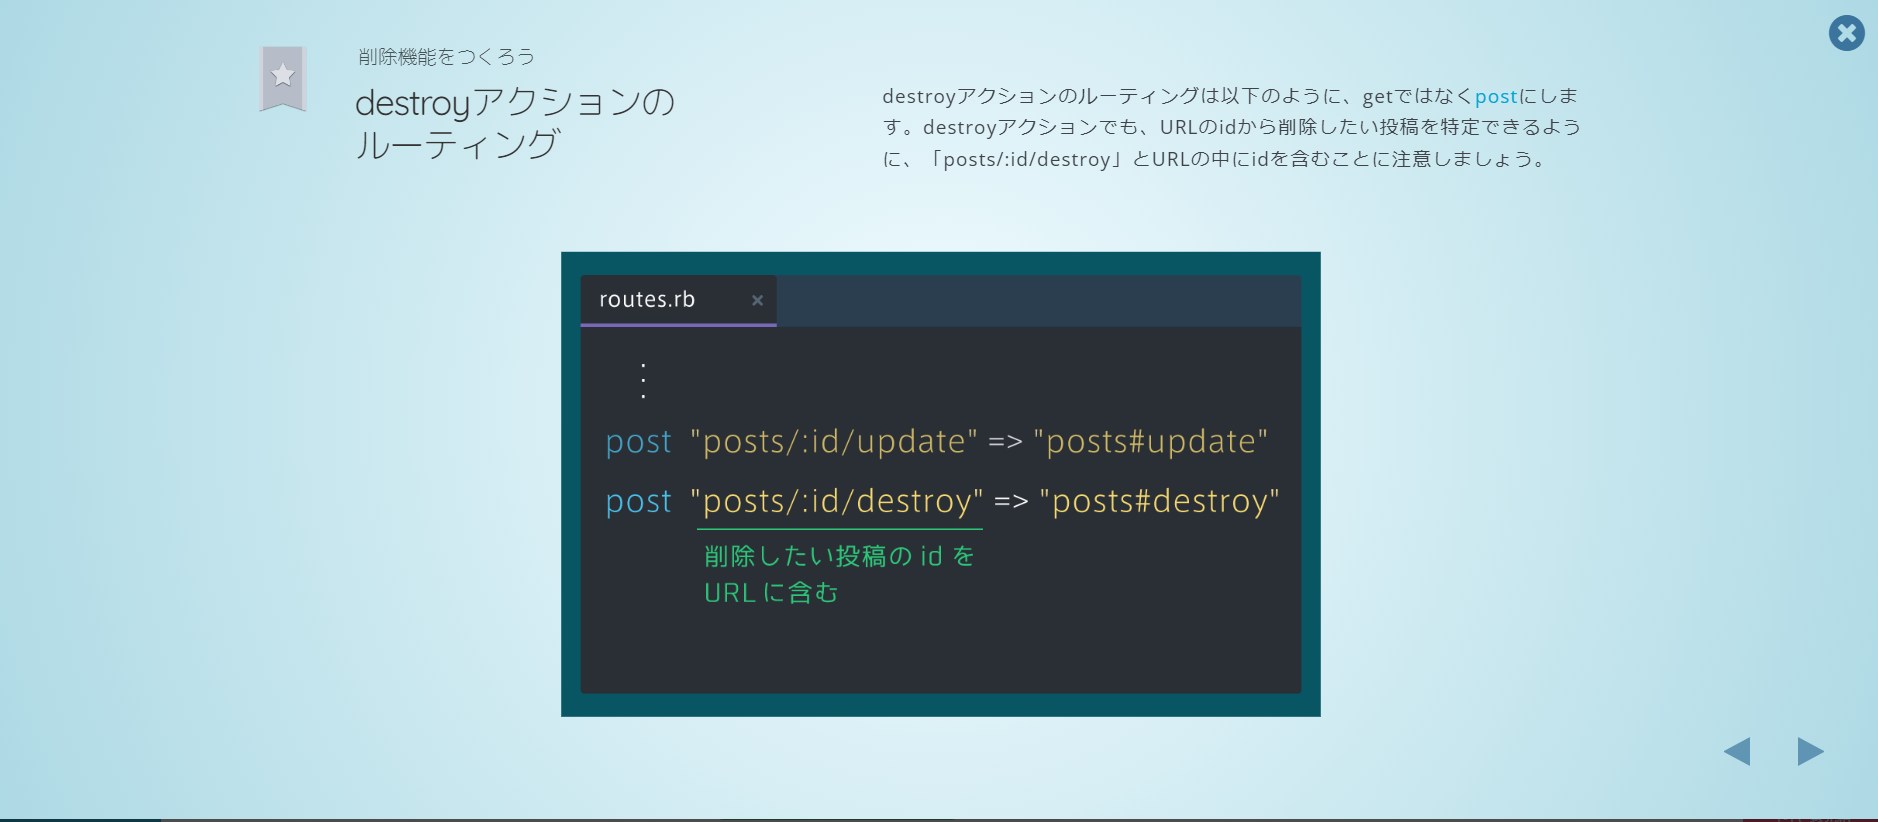 削除機能をつくろう
destroyアクションの
ルーティング
destroyアクションのルーティングは以下のように、getではなくpostにしま
す。destroyアクションでも、URLのidから削除したい投稿を特定できるよう
に、「posts/:id/destroy」とURLの中にidを含むことに注意しましょう。
routes.rb ×
post "posts/:id/update" => "posts#update"
post "posts/:id/destroy" => "posts#destroy"
削除したい投稿の id を
URL に含む